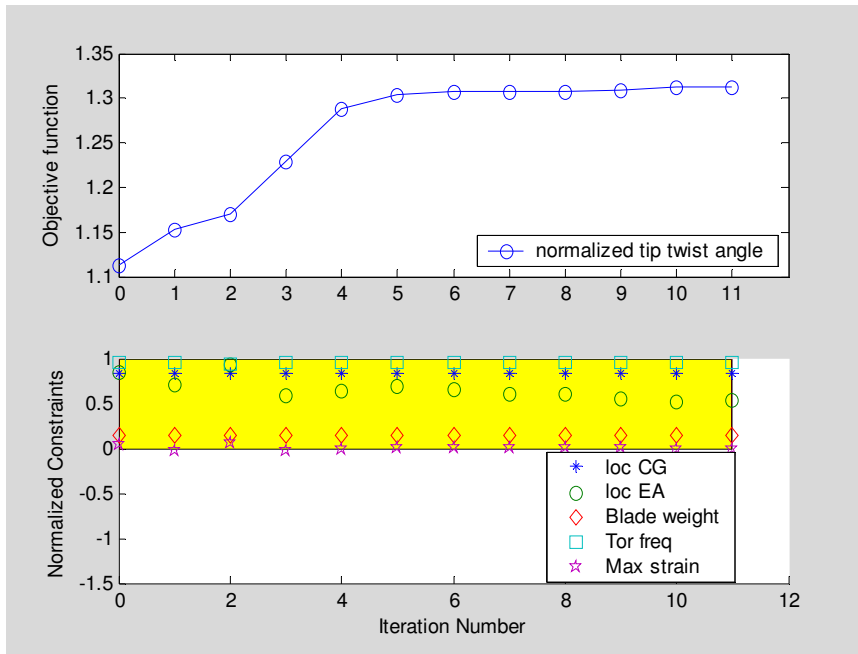 1.35
1.3
1.25
1.2
1.15
1.1
Objective function
normalized tip twist angle
0 1 2 3 4 5 6 7 8 9 10 11 12
1
0.5
0
-0.5
-1
-1.5
Normalized Constraints
loc CG
loc EA
Blade weight
Tor freq
Max strain
0 2 4 6 8 10 12
Iteration Number